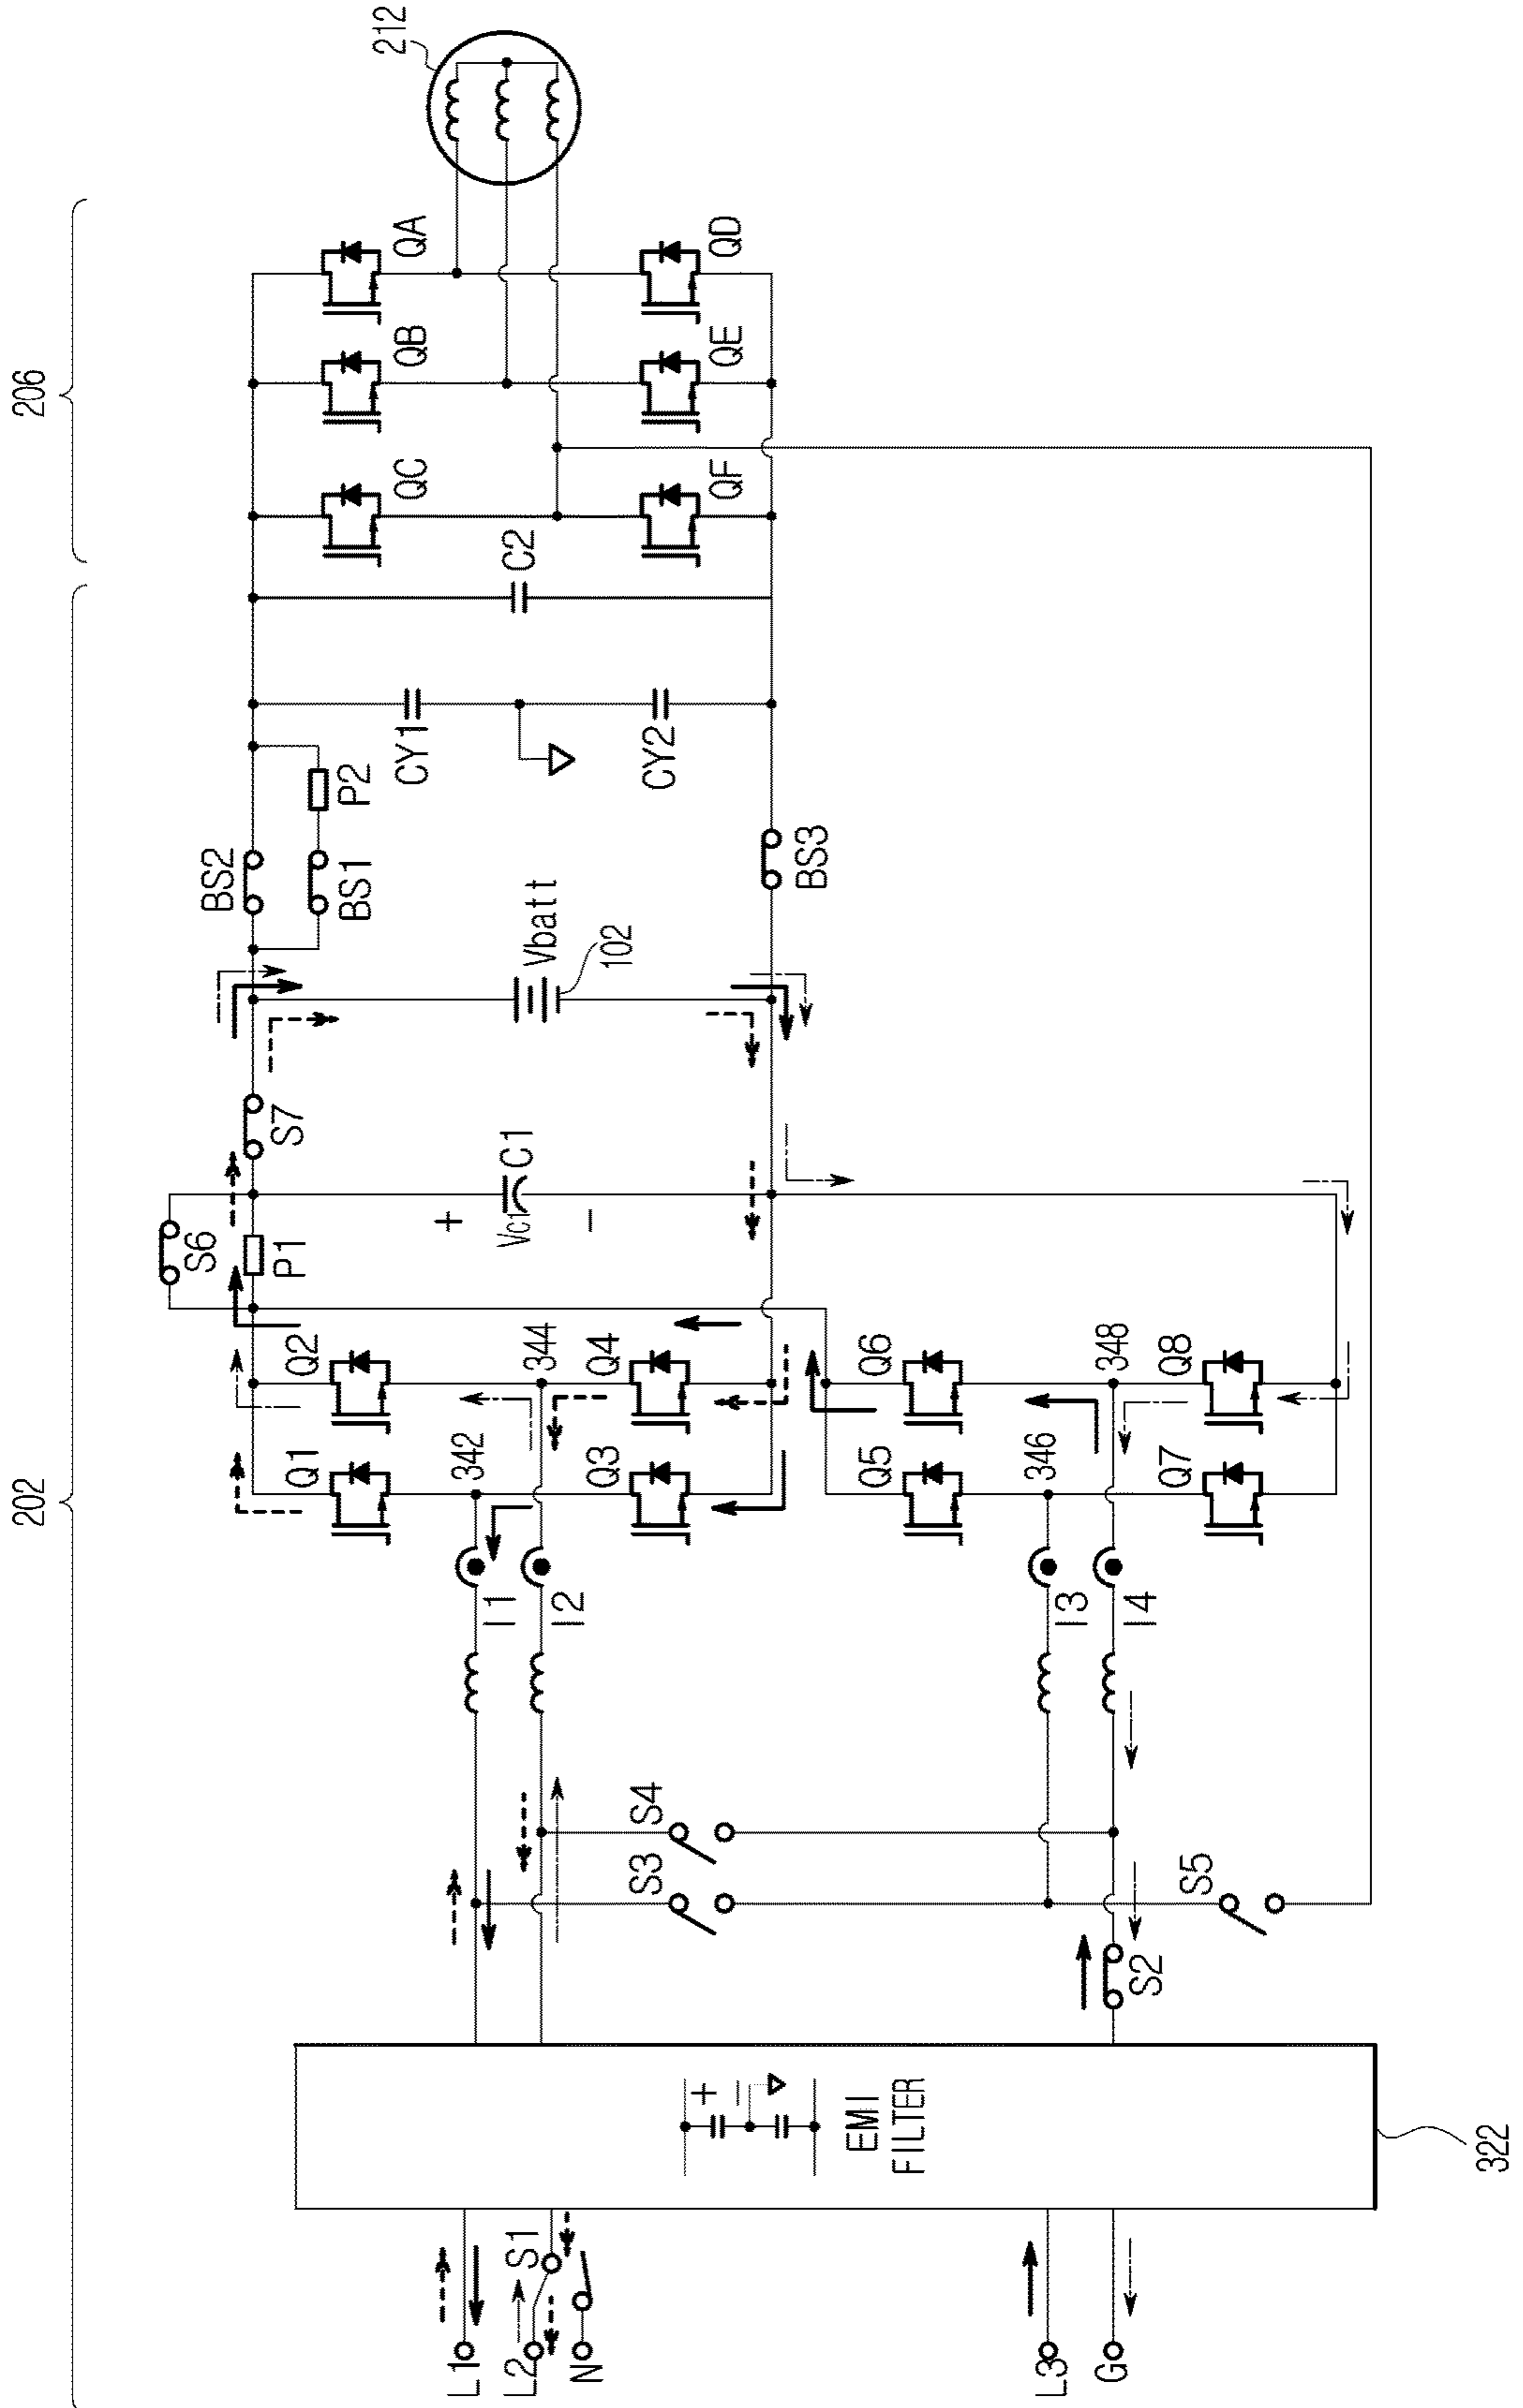 202
206
212
L1
L2
N
S1
L3
G
EMI
FILTER
+
−
322
S2
S3
S4
S5
I1
I2
I3
I4
Q1
Q2
342
344
Q3
Q4
Q5
Q6
346
348
Q7
Q8
S6
P1
S7
+
Vc1
−
C1
Vbatt
102
BS2
BS1
P2
BS3
CY1
CY2
C2
QC
QB
QA
QF
QE
QD